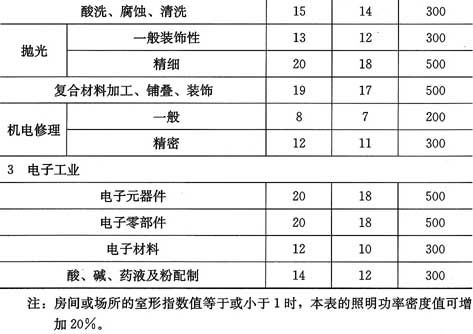 酸洗、腐蚀、清洗 15 14 300
抛光 一般装饰性 13 12 300
精细 20 18 500
复合材料加工、铺叠、装饰 19 17 500
机电修理 一般 8 7 200
精密 12 11 300
3 电子工业
电子元器件 20 18 500
电子零部件 20 18 500
电子材料 12 10 300
酸、碱、药液及粉配制 14 12 300
注：房间或场所的室形指数值等于或小于1时，本表的照明功率密度值可增
加20%。